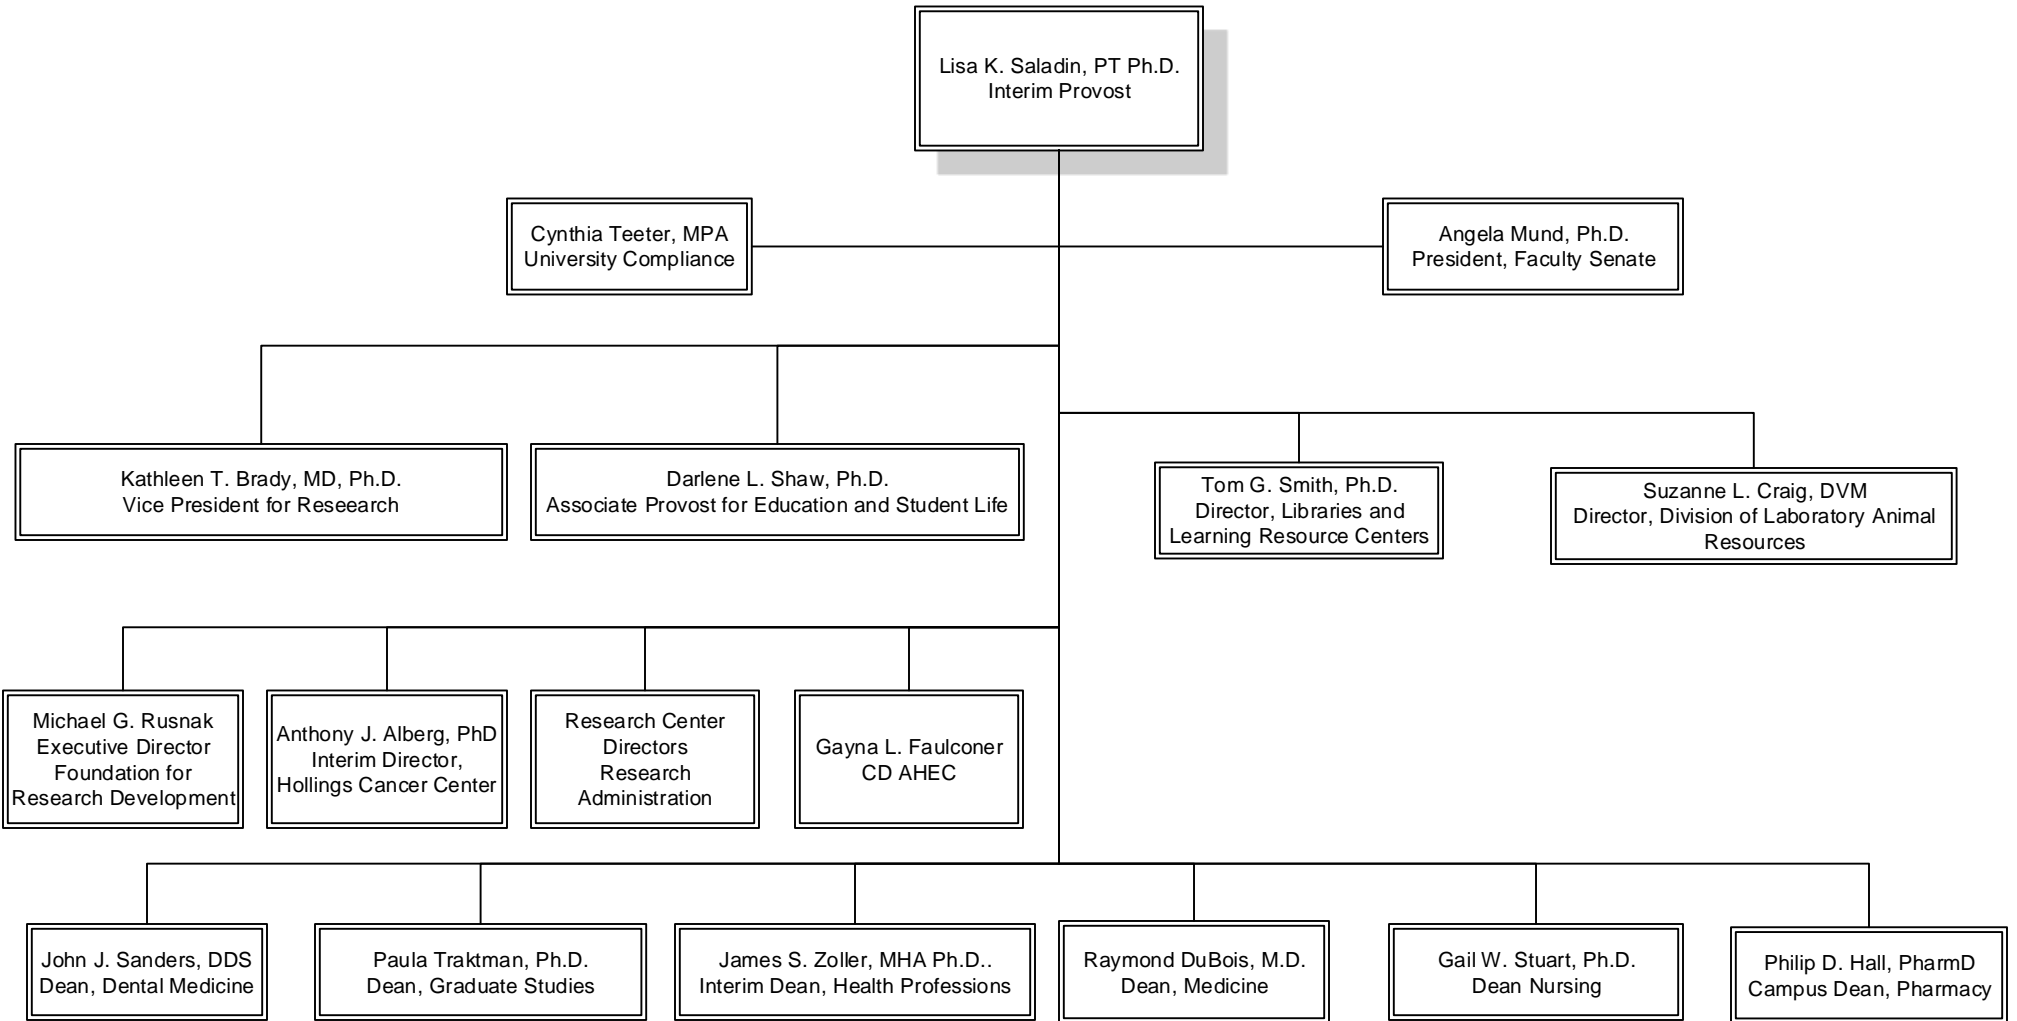 Lisa K. Saladin, PT Ph.D.
Interim Provost
Cynthia Teeter, MPA
University Compliance
Angela Mund, Ph.D.
President, Faculty Senate
Kathleen T. Brady, MD, Ph.D.
Vice President for Reseearch
Darlene L. Shaw, Ph.D.
Associate Provost for Education and Student Life
Tom G. Smith, Ph.D.
Director, Libraries and
Learning Resource Centers
Suzanne L. Craig, DVM
Director, Division of Laboratory Animal
Resources
Michael G. Rusnak
Executive Director
Foundation for
Research Development
Anthony J. Alberg, PhD
Interim Director,
Hollings Cancer Center
Research Center
Directors
Research
Administration
Gayna L. Faulconer
CD AHEC
John J. Sanders, DDS
Dean, Dental Medicine
Paula Traktman, Ph.D.
Dean, Graduate Studies
James S. Zoller, MHA Ph.D..
Interim Dean, Health Professions
Raymond DuBois, M.D.
Dean, Medicine
Gail W. Stuart, Ph.D.
Dean Nursing
Philip D. Hall, PharmD
Campus Dean, Pharmacy